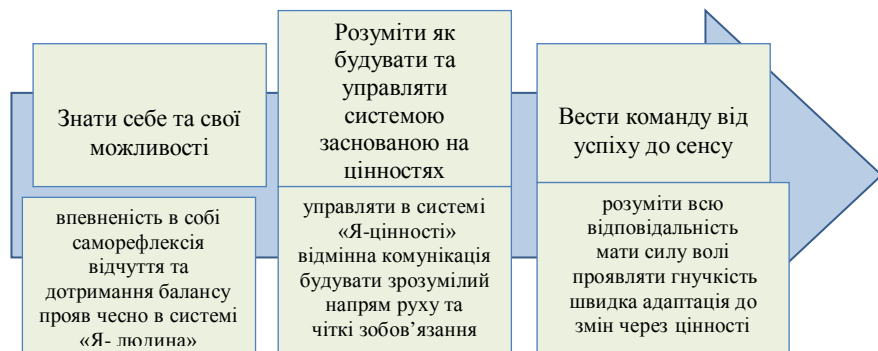 Знати себе та свої
можливості
впевненість в собі
саморефлексія
відчуття та
дотримання балансу
прояв чесно в системі
«Я- людина»
Розуміти як
будувати та
управляти
системою
заснованою на
цінностях
управляти в системі
«Я-цінності»
відмінна комунікація
будувати зрозумілий
напрям руху та
чіткі зобов’язання
Вести команду від
успіху до сенсу
розуміти всю
відповідальність
мати силу волі
проявляти гнучкість
швидка адаптація до
змін через цінності